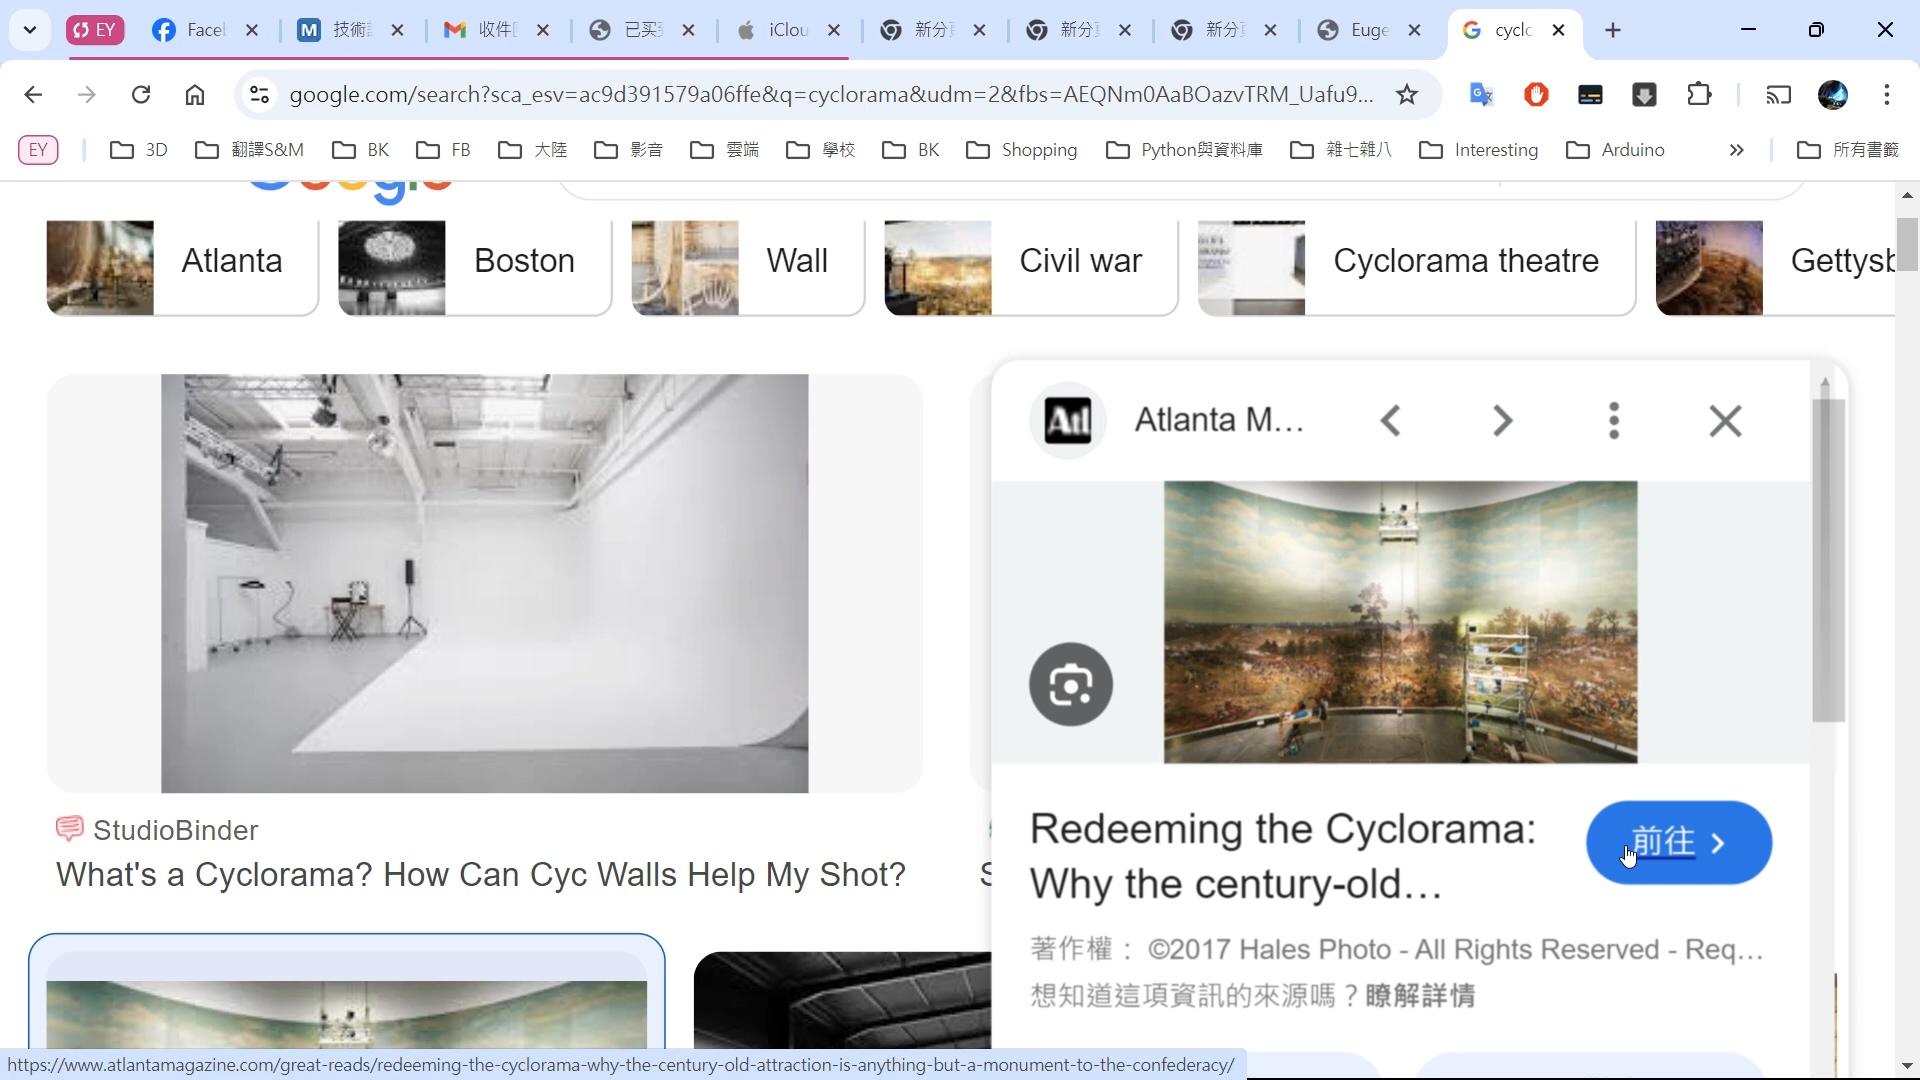 EY Facel 技術 收件 已买 iClou 新分 新分 新分 Euge cyclo
google.com/search?sca_esv=ac9d391579a06ffe&q=cyclorama&udm=2&fbs=AEQNm0AaBOazvTRM_Uafu9...
EY 3D 翻譯S&M BK FB 大陸 影音 雲端 學校 BK Shopping Python與資料庫 雜七雜八 Interesting Arduino » 所有書籤
Atlanta Boston Wall Civil war Cyclorama theatre Gettysb
Atl Atlanta M...
StudioBinder
What's a Cyclorama? How Can Cyc Walls Help My Shot?
Redeeming the Cyclorama:
Why the century-old...
前往
著作權： ©2017 Hales Photo - All Rights Reserved - Req...
想知道這項資訊的來源嗎？瞭解詳情
https://www.atlantamagazine.com/great-reads/redeeming-the-cyclorama-why-the-century-old-attraction-is-anything-but-a-monument-to-the-confederacy/